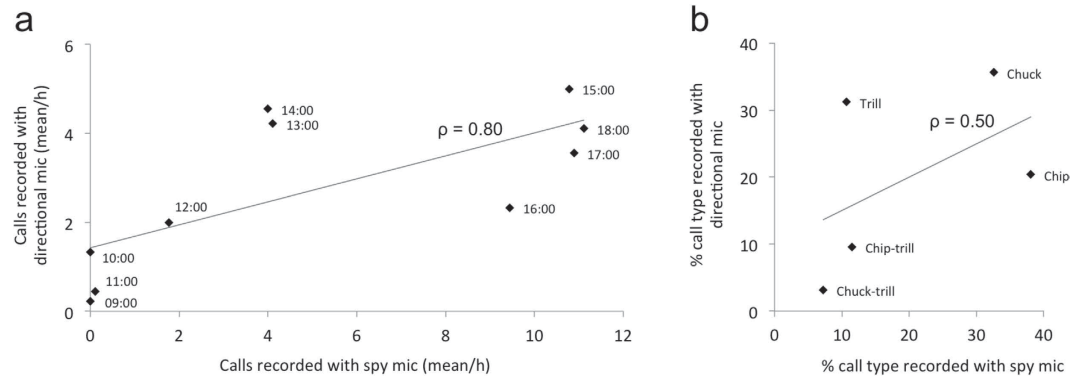 a
Calls recorded with
directional mic (mean/h)
6
4
2
0
15:00
14:00
13:00
ρ = 0.80
18:00
17:00
12:00
16:00
10:00
11:00
09:00
0 2 4 6 8 10 12
Calls recorded with spy mic (mean/h)
b
% call type recorded with
directional mic
40
30
20
10
0
Chuck
Trill
ρ = 0.50
Chip
Chip-trill
Chuck-trill
0 10 20 30 40
% call type recorded with spy mic